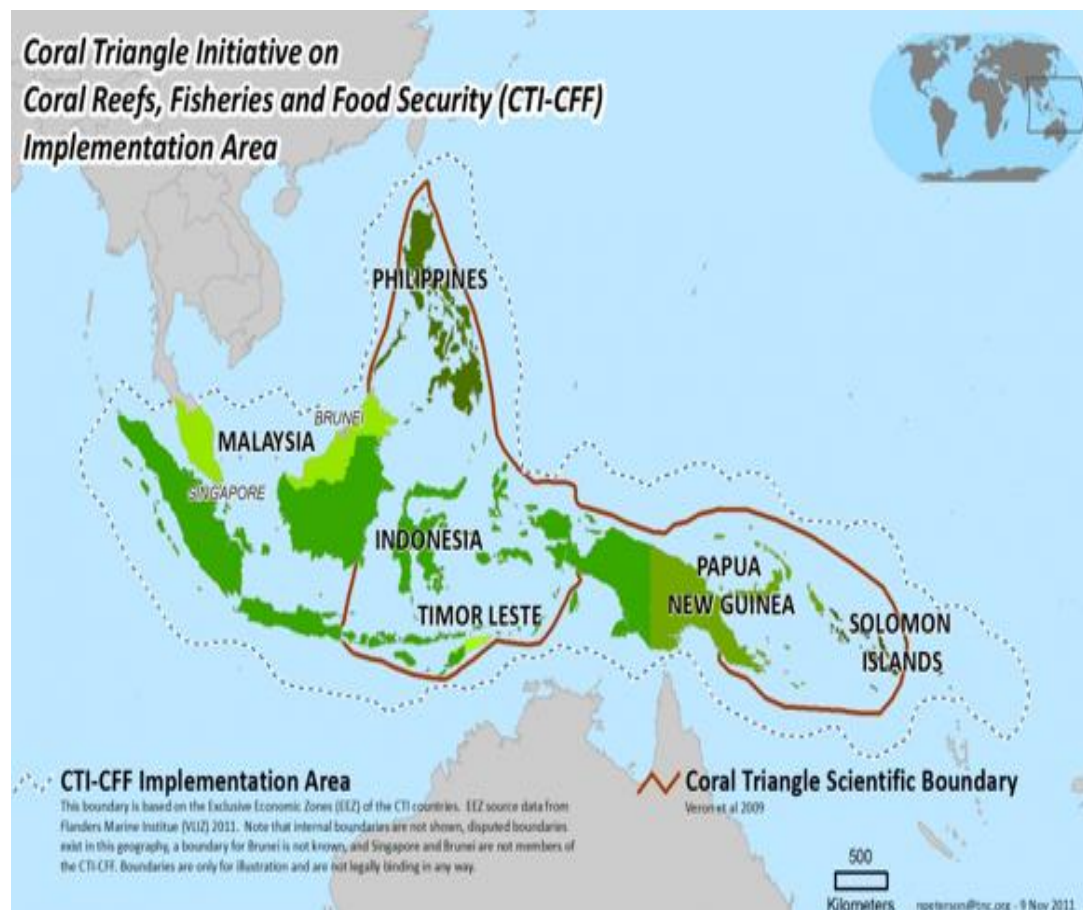 Coral Triangle Initiative on
Coral Reefs, Fisheries and Food Security (CTI-CFF)
Implementation Area
PHILIPPINES
BRUNEI
MALAYSIA
SINGAPORE
INDONESIA
PAPUA
NEW GUINEA
TIMOR LESTE
SOLOMON
ISLANDS
CTI-CFF Implementation Area
This boundary is based on the Exclusive Economic Zones (EEZ) of the CTI countries. EEZ source data from
Flanders Marine Institue (VLIZ) 2011. Note that internal boundaries are not shown, disputed boundaries
exist in this geography, a boundary for Brunei is not known, and Singapore and Brunei are not members of
the CTI-CFF. Boundaries are only for illustration and are not legally binding in any way.
Coral Triangle Scientific Boundary
Veron et al 2009
500
Kilometers
npeterson@tnc.org - 9 Nov 2011